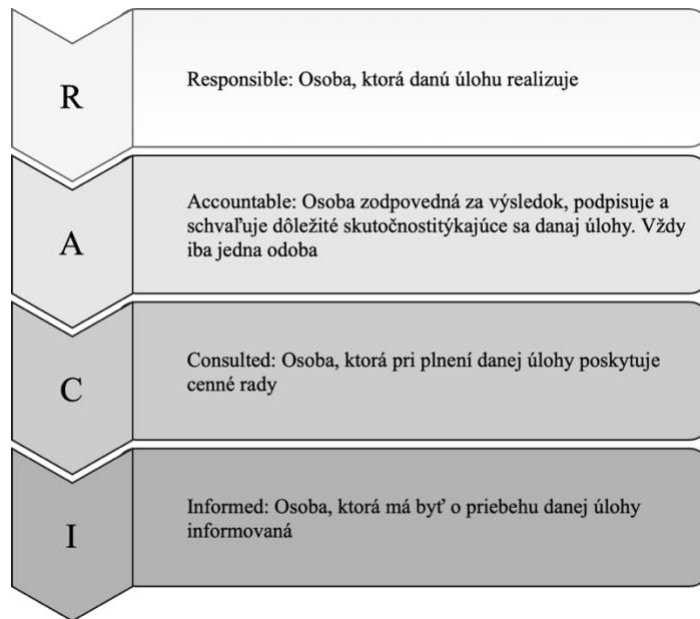 R
Responsible: Osoba, ktorá danú úlohu realizuje
A
Accountable: Osoba zodpovedná za výsledok, podpisuje a
schvaľuje dôležité skutočnostitýkajúce sa danaj úlohy. Vždy
iba jedna odoba
C
Consulted: Osoba, ktorá pri plnení danej úlohy poskytuje
cenné rady
I
Informed: Osoba, ktorá má byť o priebehu danej úlohy
informovaná